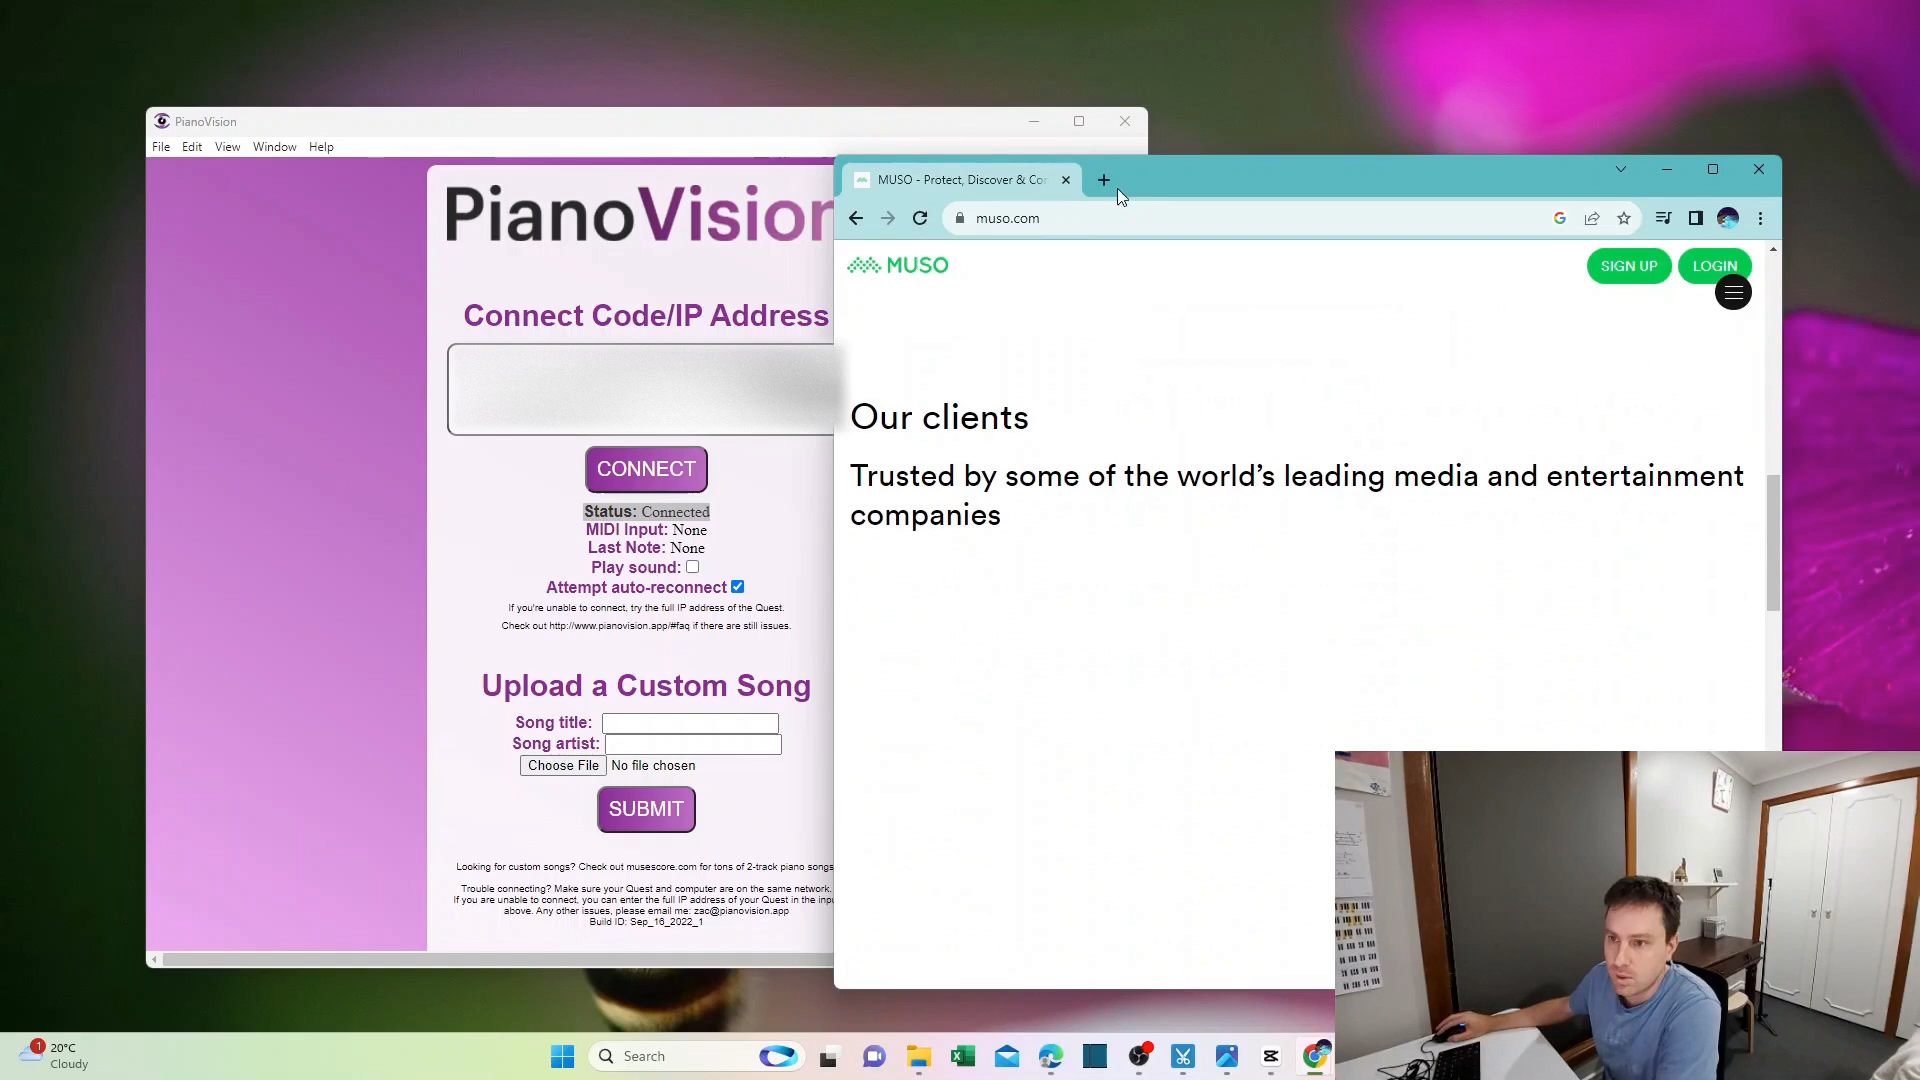 PianoVision
File Edit View Window Help
PianoVision
Connect Code/IP Address
CONNECT
Status: Connected
MIDI Input: None
Last Note: None
Play sound:
Attempt auto-reconnect
If you're unable to connect, try the full IP address of the Quest.
Check out http://www.pianovision.app/#faq if there are still issues.
Upload a Custom Song
Song title:
Song artist:
Choose File No file chosen
SUBMIT
Looking for custom songs? Check out musescore.com for tons of 2-track piano songs
Trouble connecting? Make sure your Quest and computer are on the same network.
If you are unable to connect, you can enter the full IP address of your Quest in the inpu
above. Any other issues, please email me: zac@pianovision.app
Build ID: Sep_16_2022_1
MUSO - Protect, Discover & Co
muso.com
MUSO
SIGN UP LOGIN
Our clients
Trusted by some of the world’s leading media and entertainment
companies
1
20°C
Cloudy
Search